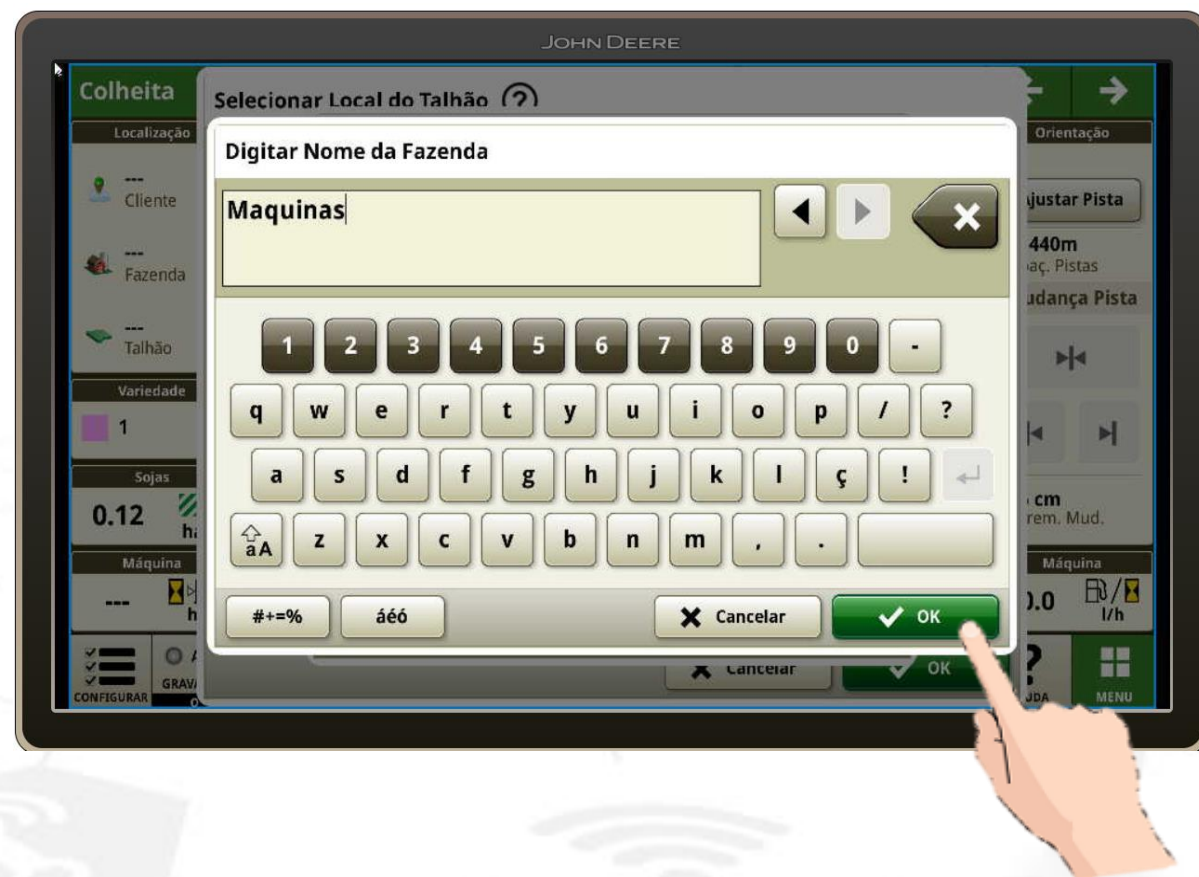 JOHN DEERE
Colheita
Selecionar Local do Talhão
Localização
Orientação
Digitar Nome da Fazenda
---
Cliente
Maquinas
Ajustar Pista
---
Fazenda
440m
Pistas
Pista
---
Talhão
1 2 3 4 5 6 7 8 9 0 -
Variedade
1
q w e r t y u i o p / ?
a s d f g h j k l ç !
Sojas
0.12
cm
Mud.
aA z x c v b n m , .
Máquina
Máquina
---
h
l/h
#+=%
áéó
Cancelar
OK
Cancelar
OK
CONFIGURAR
MENU